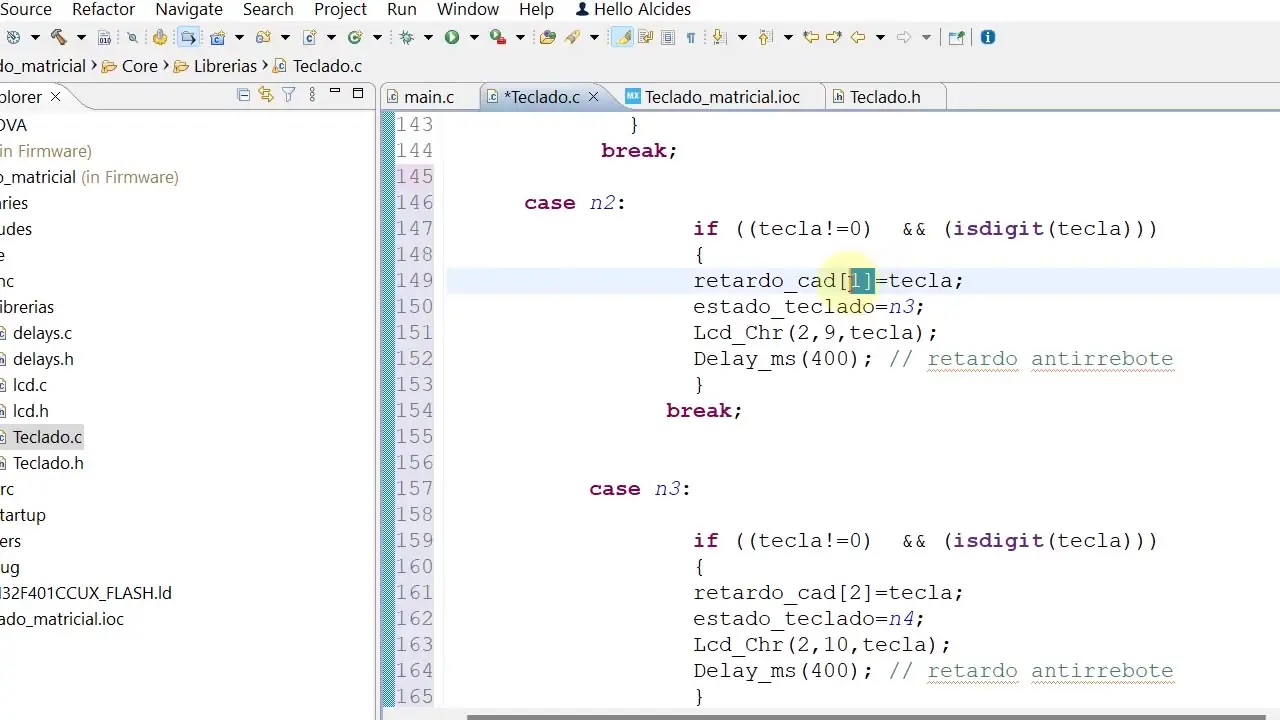 Source Refactor Navigate Search Project Run Window Help Hello Alcides
do_matricial › Core › Librerias › Teclado.c
plorer
main.c
*Teclado.c
Teclado_matricial.ioc
Teclado.h
OVA
in Firmware)
o_matricial (in Firmware)
ries
udes
e
nc
ibrerias
delays.c
delays.h
lcd.c
lcd.h
Teclado.c
Teclado.h
rc
tartup
ers
ug
M32F401CCUX_FLASH.ld
ado_matricial.ioc
143 }
144 break;
145
146 case n2:
147 if ((tecla!=0) && (isdigit(tecla)))
148 {
149 retardo_cad[1]=tecla;
150 estado_teclado=n3;
151 Lcd_Chr(2,9,tecla);
152 Delay_ms(400); // retardo antirrebote
153 }
154 break;
155
156
157 case n3:
158
159 if ((tecla!=0) && (isdigit(tecla)))
160 {
161 retardo_cad[2]=tecla;
162 estado_teclado=n4;
163 Lcd_Chr(2,10,tecla);
164 Delay_ms(400); // retardo antirrebote
165 }